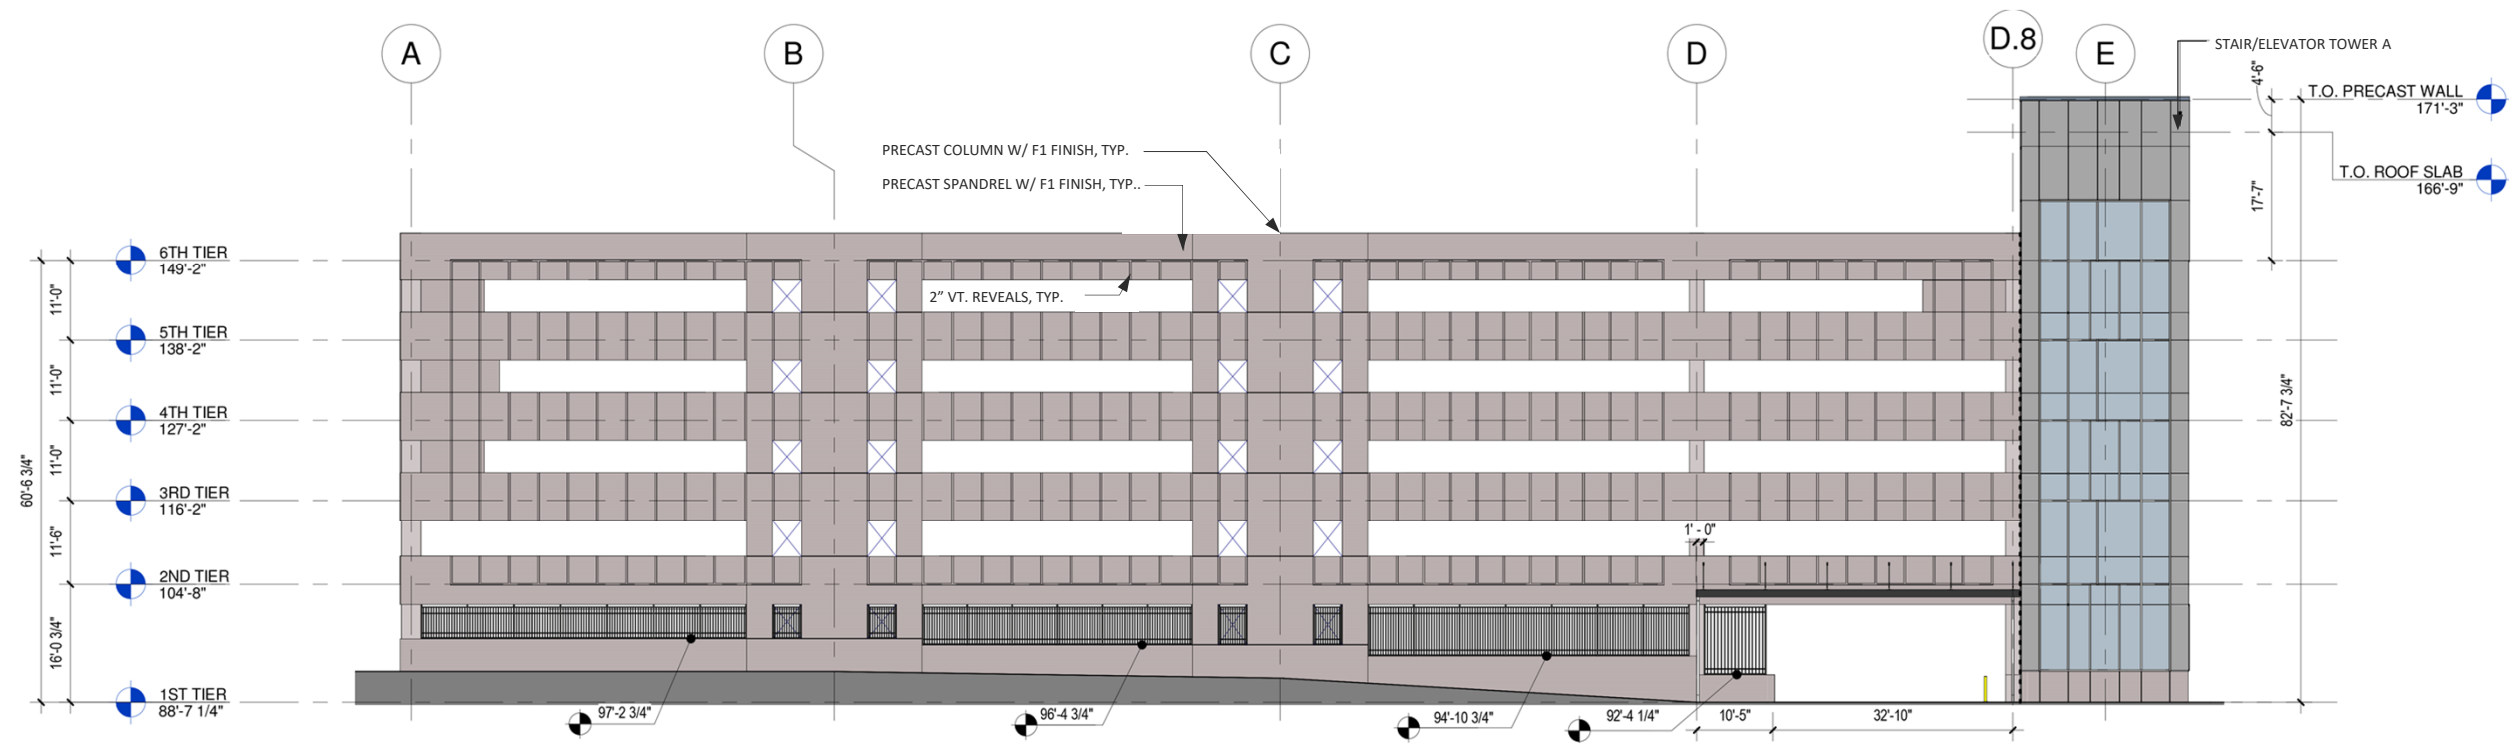 A
B
C
D
D.8
E
STAIR/ELEVATOR TOWER A
4'-6"
T.O. PRECAST WALL
171'-3"
PRECAST COLUMN W/ F1 FINISH, TYP.
PRECAST SPANDREL W/ F1 FINISH, TYP..
T.O. ROOF SLAB
166'-9"
17'-7"
6TH TIER
149'-2"
2” VT. REVEALS, TYP.
11'-0"
5TH TIER
138'-2"
11'-0"
4TH TIER
127'-2"
82'-7 3/4"
11'-0"
60'-6 3/4"
3RD TIER
116'-2"
11'-6"
1' - 0"
2ND TIER
104'-8"
16'-0 3/4"
1ST TIER
88'-7 1/4"
97'-2 3/4"
96'-4 3/4"
94'-10 3/4"
92'-4 1/4"
10'-5"
32'-10"